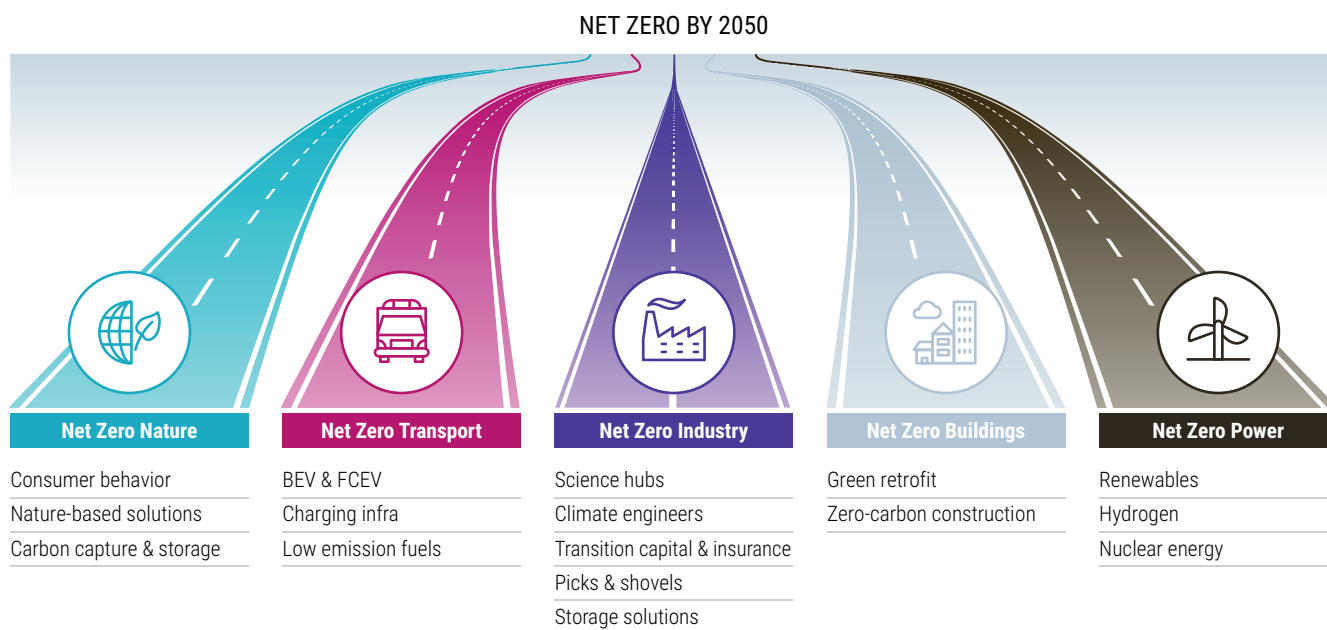 NET ZERO BY 2050
Net Zero Nature
Consumer behavior
Nature-based solutions
Carbon capture & storage
Net Zero Transport
BEV & FCEV
Charging infra
Low emission fuels
Net Zero Industry
Science hubs
Climate engineers
Transition capital & insurance
Picks & shovels
Storage solutions
Net Zero Buildings
Green retrofit
Zero-carbon construction
Net Zero Power
Renewables
Hydrogen
Nuclear energy